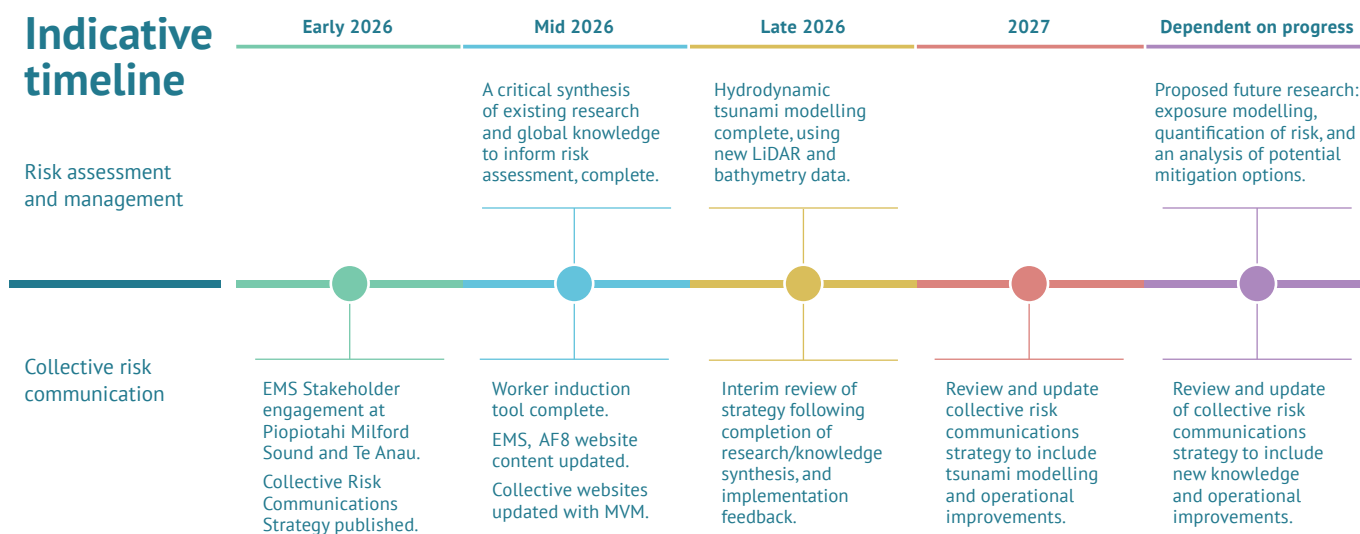 Indicative
timeline
Early 2026
Mid 2026
Late 2026
2027
Dependent on progress
Risk assessment
and management
A critical synthesis
of existing research
and global knowledge
to inform risk
assessment, complete.
Hydrodynamic
tsunami modelling
complete, using
new LiDAR and
bathymetry data.
Proposed future research:
exposure modelling,
quantification of risk, and
an analysis of potential
mitigation options.
Collective risk
communication
EMS Stakeholder
engagement at
Piopiotahi Milford
Sound and Te Anau.
Collective Risk
Communications
Strategy published.
Worker induction
tool complete.
EMS, AF8 website
content updated.
Collective websites
updated with MVM.
Interim review of
strategy following
completion of
research/knowledge
synthesis, and
implementation
feedback.
Review and update
collective risk
communications
strategy to include
tsunami modelling
and operational
improvements.
Review and update
of collective risk
communications
strategy to include
new knowledge
and operational
improvements.